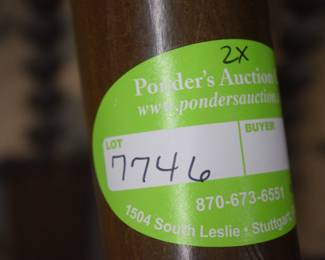 2X
Ponder's Auction
www.pondersauction.
LOT
BUYER
7746
870-673-6551
1504 South Leslie • Stuttgart,